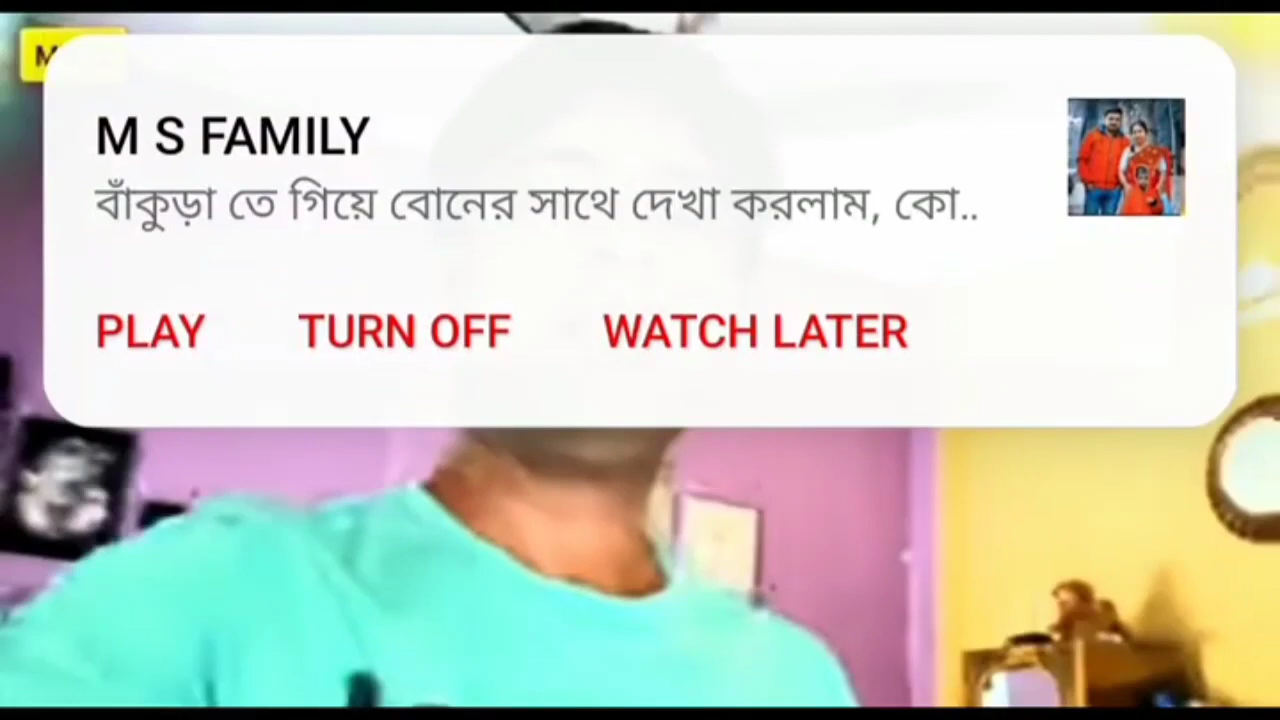 M S FAMILY
বাঁকুড়া তে গিয়ে বোনের সাথে দেখা করলাম, কো..
PLAY TURN OFF WATCH LATER